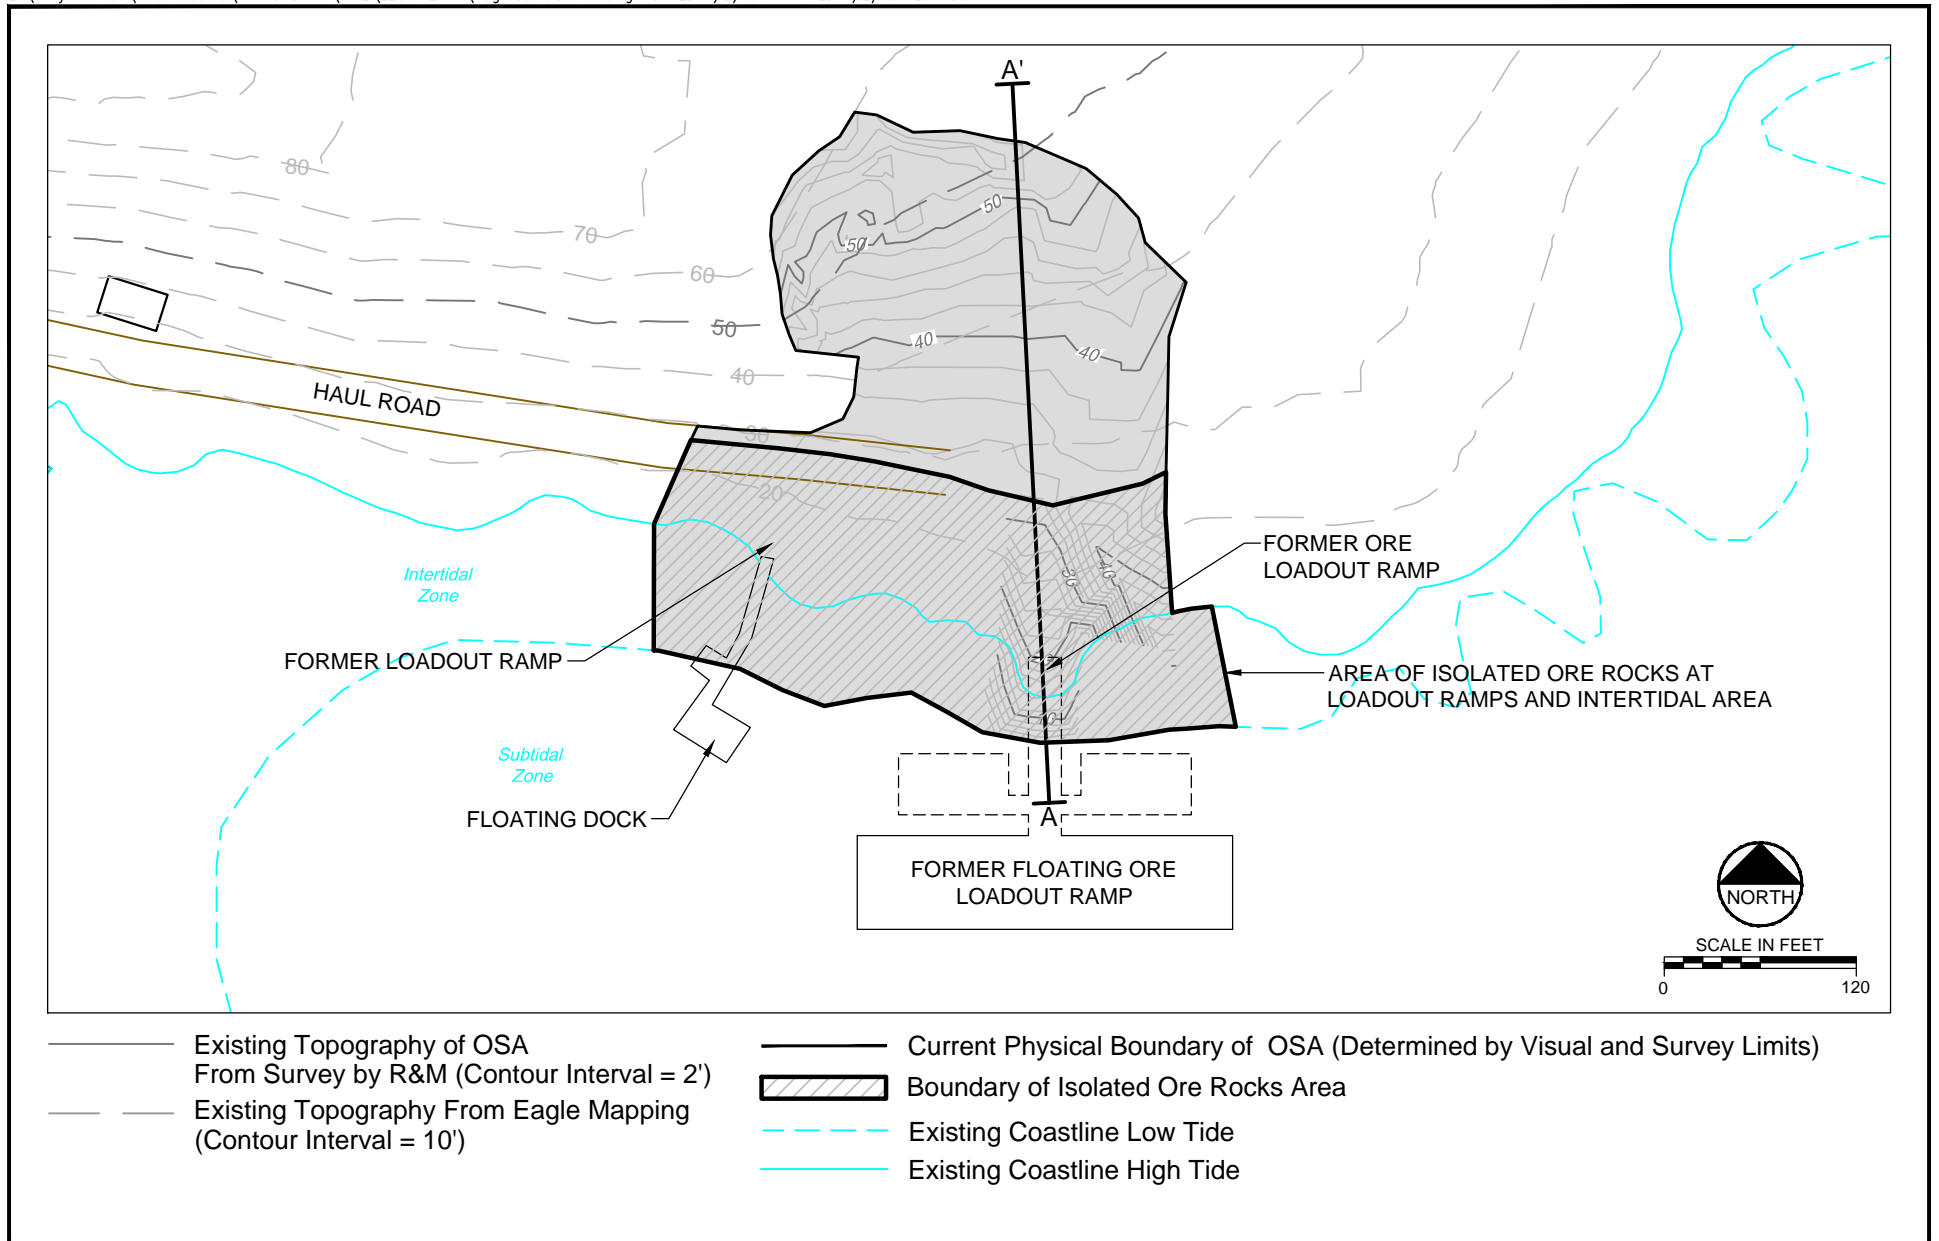 A'
80
70
60
50
40
30
20
50
50
40
40
30
40
HAUL ROAD
Intertidal
Zone
FORMER ORE
LOADOUT RAMP
FORMER LOADOUT RAMP
AREA OF ISOLATED ORE ROCKS AT
LOADOUT RAMPS AND INTERTIDAL AREA
Subtidal
Zone
FLOATING DOCK
A
FORMER FLOATING ORE
LOADOUT RAMP
NORTH
SCALE IN FEET
0 120
Existing Topography of OSA
From Survey by R&M (Contour Interval = 2')
Existing Topography From Eagle Mapping
(Contour Interval = 10')
Current Physical Boundary of OSA (Determined by Visual and Survey Limits)
Boundary of Isolated Ore Rocks Area
Existing Coastline Low Tide
Existing Coastline High Tide